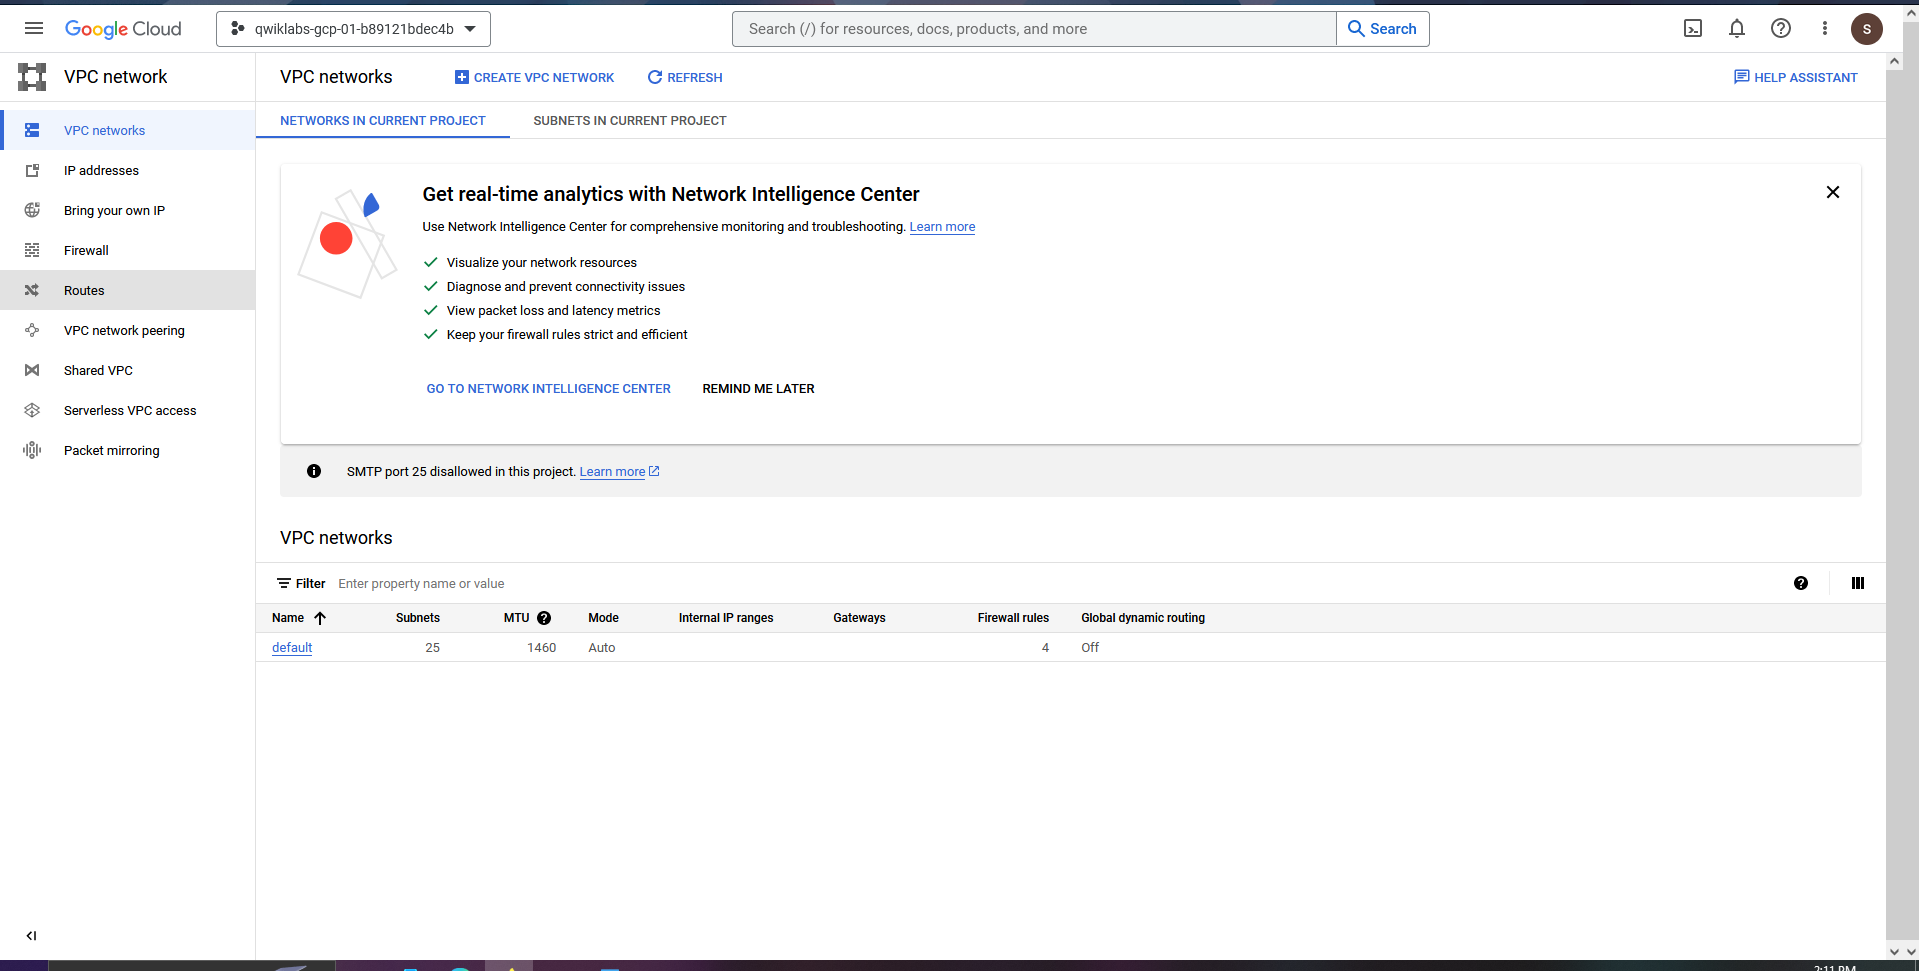 Google Cloud
qwiklabs-gcp-01-b89121bdec4b
Search (/) for resources, docs, products, and more
Search
S
VPC network
VPC networks
CREATE VPC NETWORK
REFRESH
HELP ASSISTANT
VPC networks
IP addresses
Bring your own IP
Firewall
Routes
VPC network peering
Shared VPC
Serverless VPC access
Packet mirroring
NETWORKS IN CURRENT PROJECT
SUBNETS IN CURRENT PROJECT
Get real-time analytics with Network Intelligence Center
Use Network Intelligence Center for comprehensive monitoring and troubleshooting. Learn more
Visualize your network resources
Diagnose and prevent connectivity issues
View packet loss and latency metrics
Keep your firewall rules strict and efficient
GO TO NETWORK INTELLIGENCE CENTER
REMIND ME LATER
SMTP port 25 disallowed in this project. Learn more
VPC networks
Filter Enter property name or value
Name Subnets MTU Mode Internal IP ranges Gateways Firewall rules Global dynamic routing
default 25 1460 Auto 4 Off
2:11 PM